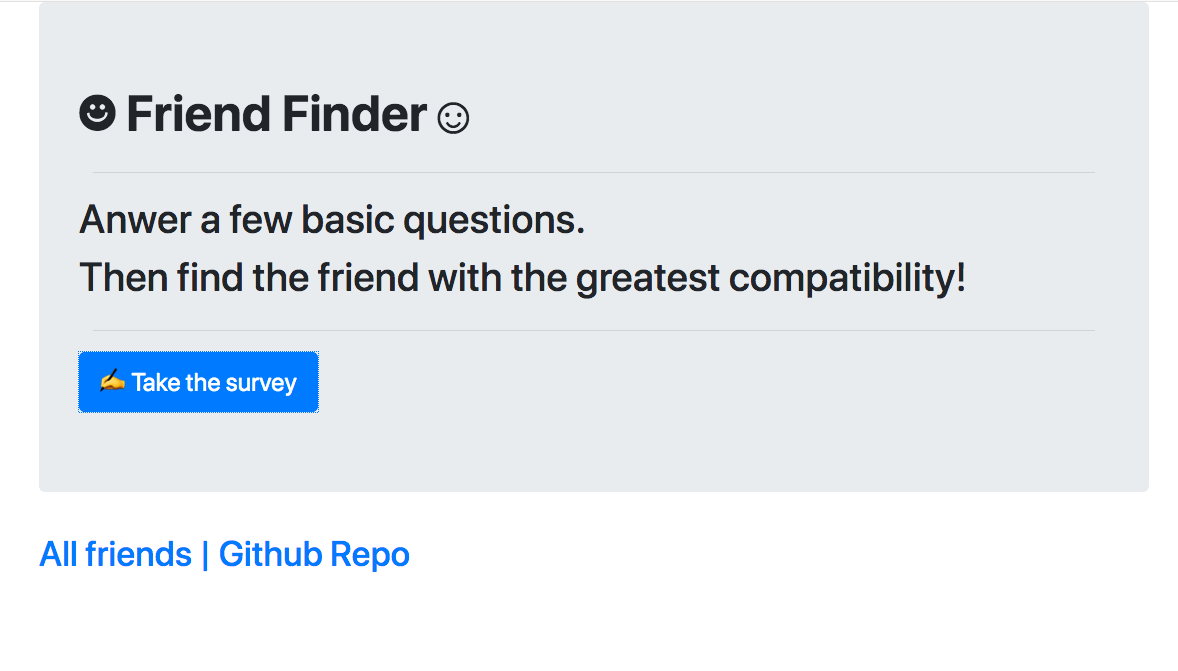 ☻ Friend Finder ☺
Anwer a few basic questions.
Then find the friend with the greatest compatibility!
✍ Take the survey
All friends | Github Repo